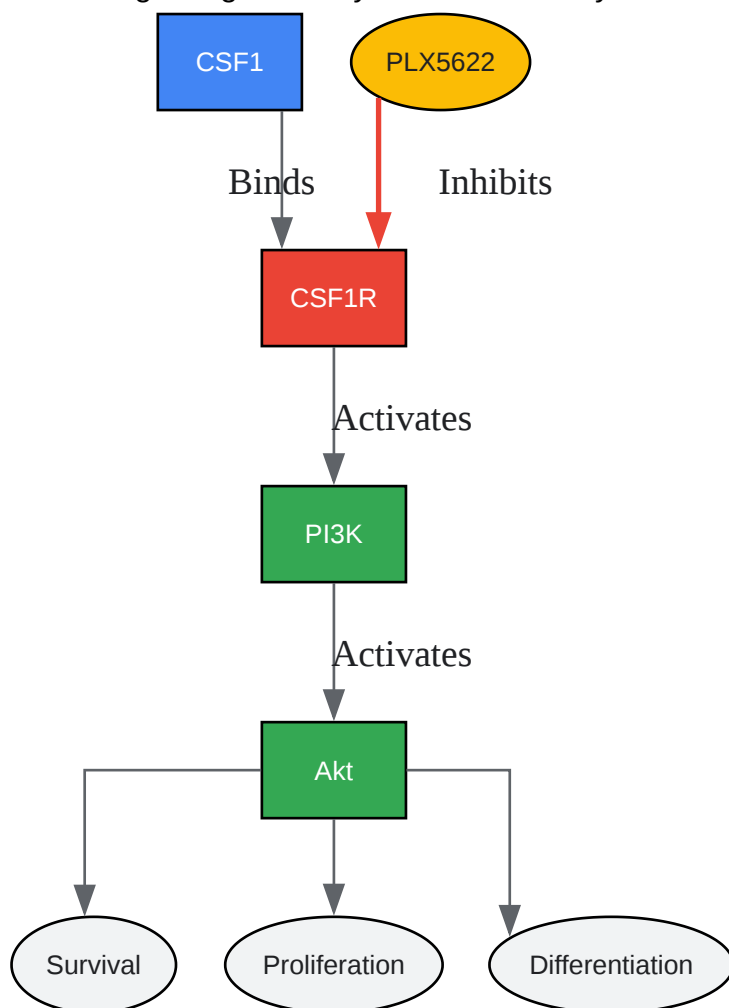 CSF1
PLX5622
Binds
Inhibits
CSF1R
Activates
PI3K
Activates
Akt
Survival
Proliferation
Differentiation